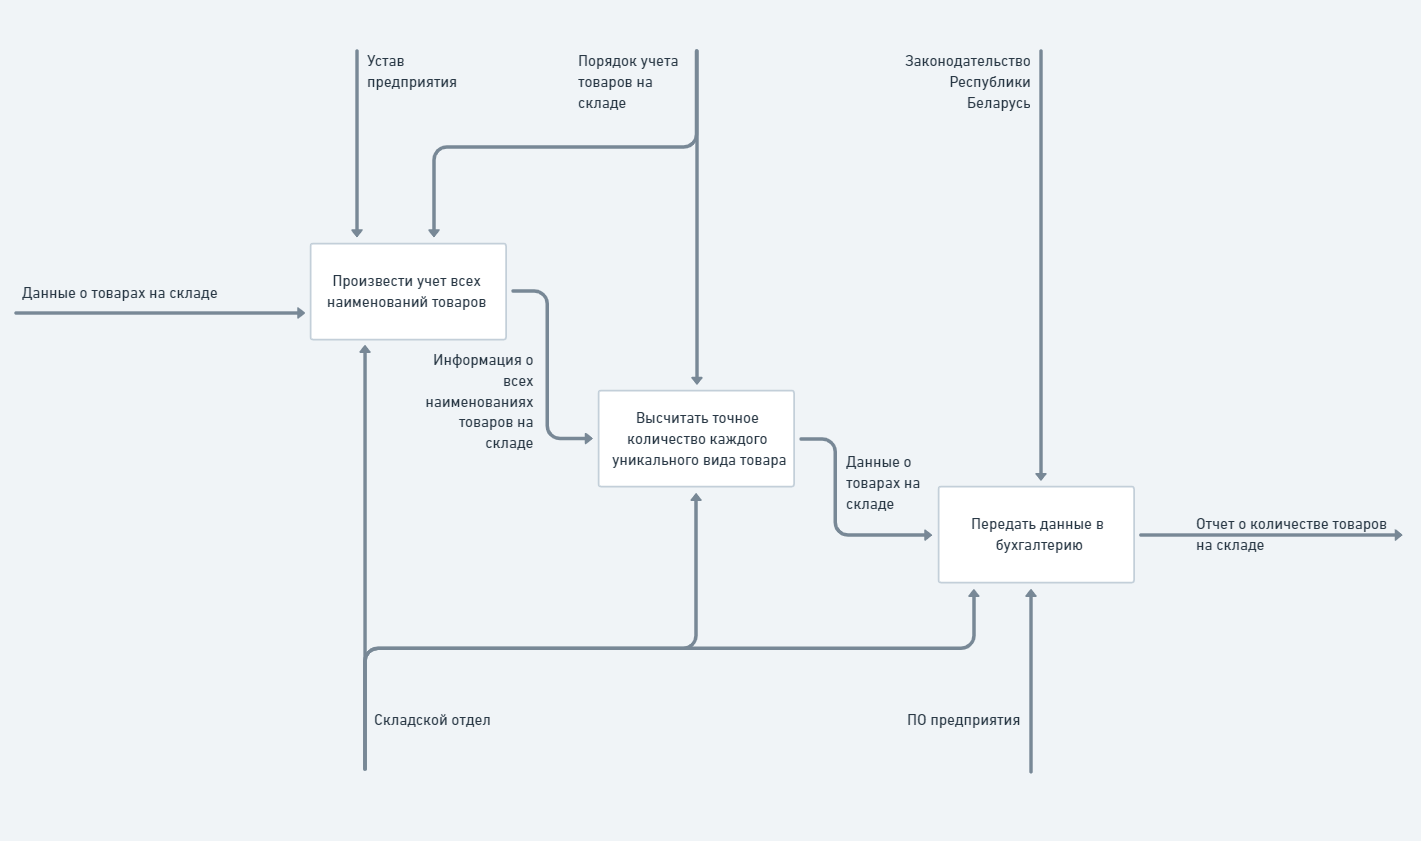 Устав
предприятия
Порядок учета
товаров на
складе
Законодательство
Республики
Беларусь
Данные о товарах на складе
Произвести учет всех
наименований товаров
Информация о
всех
наименованиях
товаров на
складе
Высчитать точное
количество каждого
уникального вида товара
Данные о
товарах на
складе
Передать данные в
бухгалтерию
Отчет о количестве товаров
на складе
Складской отдел
ПО предприятия